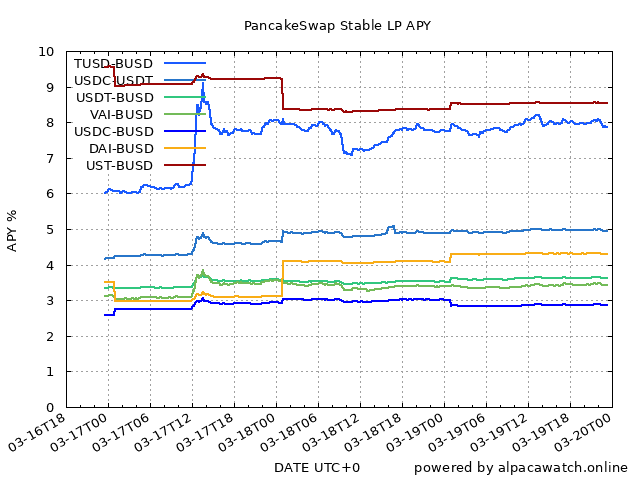 PancakeSwap Stable LP APY
10
9
8
7
6
5
4
3
2
1
0
APY %
TUSD-BUSD
USDC-USDT
USDT-BUSD
VAI-BUSD
USDC-BUSD
DAI-BUSD
UST-BUSD
03-16T18
03-17T00
03-17T06
03-17T12
03-17T18
03-18T00
03-18T06
03-18T12
03-18T18
03-19T00
03-19T06
03-19T12
03-19T18
03-20T00
DATE UTC+0
powered by alpacawatch.online